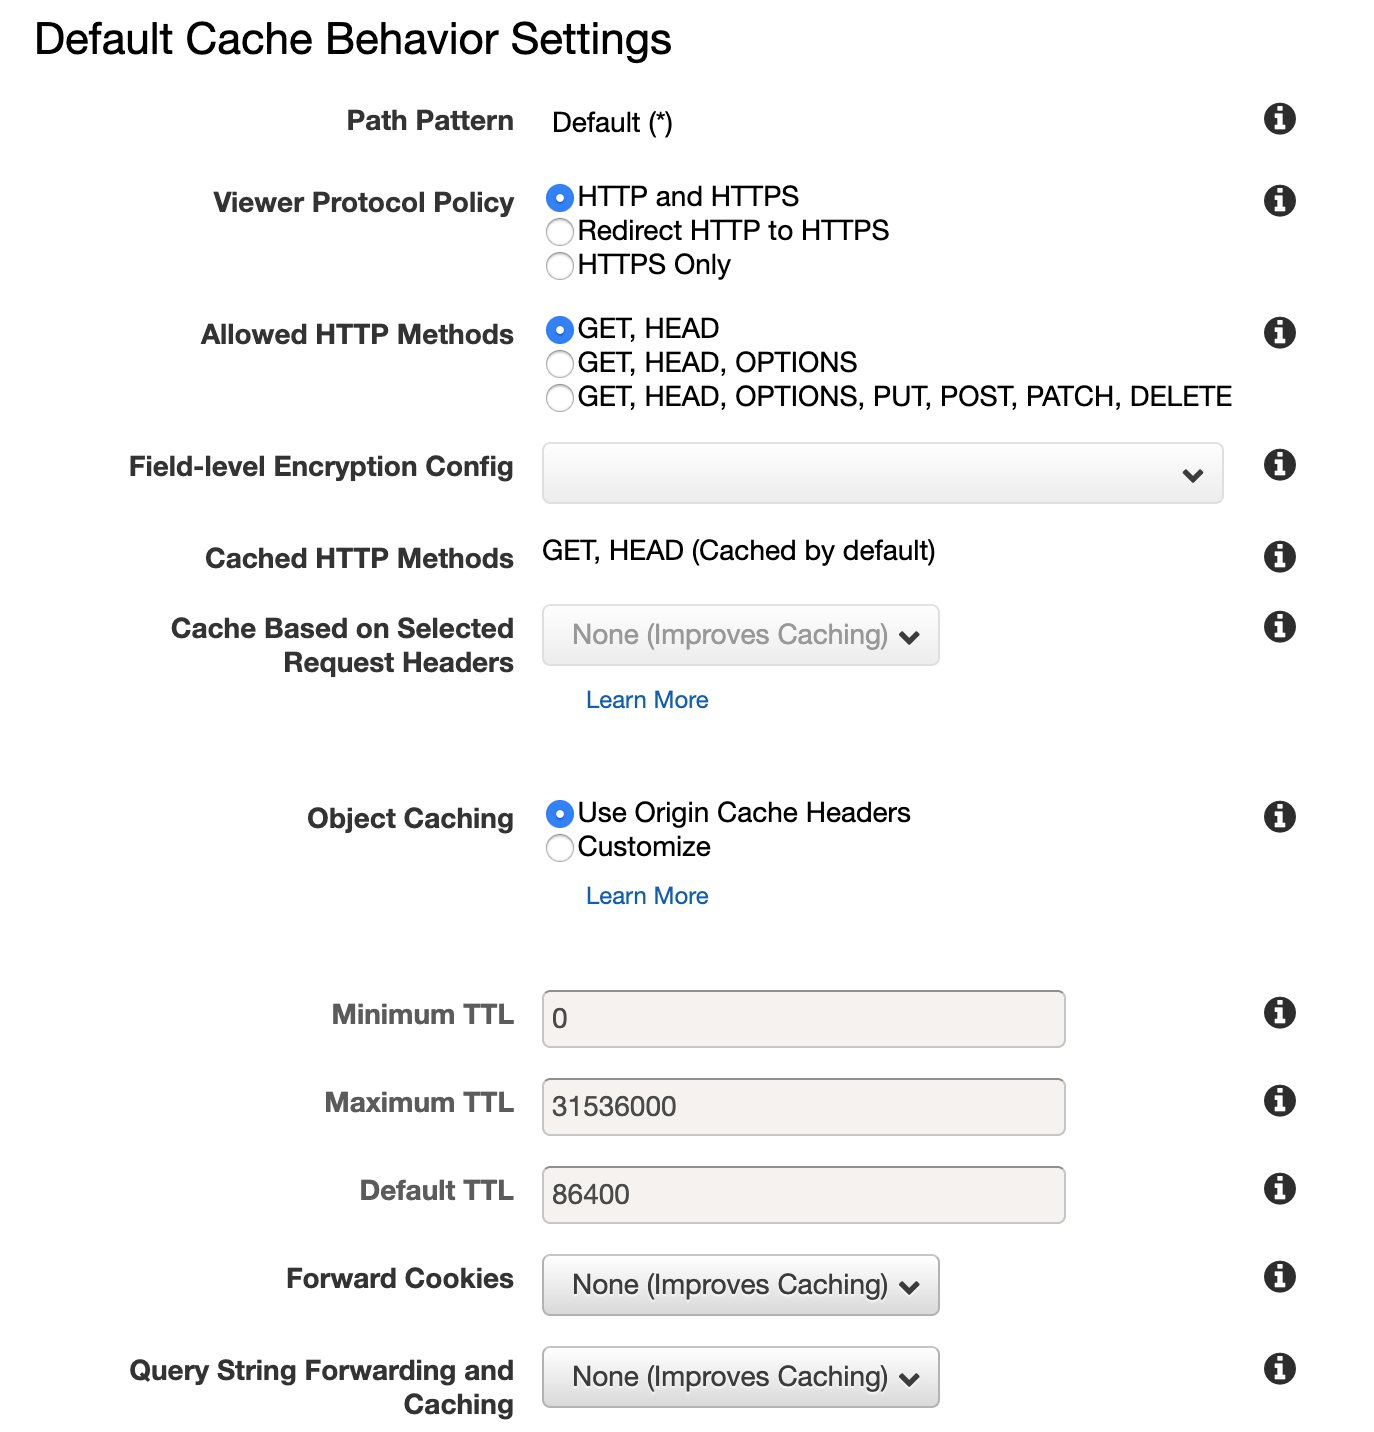 Default Cache Behavior Settings
Path Pattern Default (*)
Viewer Protocol Policy HTTP and HTTPS
Redirect HTTP to HTTPS
HTTPS Only
Allowed HTTP Methods GET, HEAD
GET, HEAD, OPTIONS
GET, HEAD, OPTIONS, PUT, POST, PATCH, DELETE
Field-level Encryption Config
Cached HTTP Methods GET, HEAD (Cached by default)
Cache Based on Selected
Request Headers
None (Improves Caching)
Learn More
Object Caching Use Origin Cache Headers
Customize
Learn More
Minimum TTL 0
Maximum TTL 31536000
Default TTL 86400
Forward Cookies None (Improves Caching)
Query String Forwarding and
Caching
None (Improves Caching)